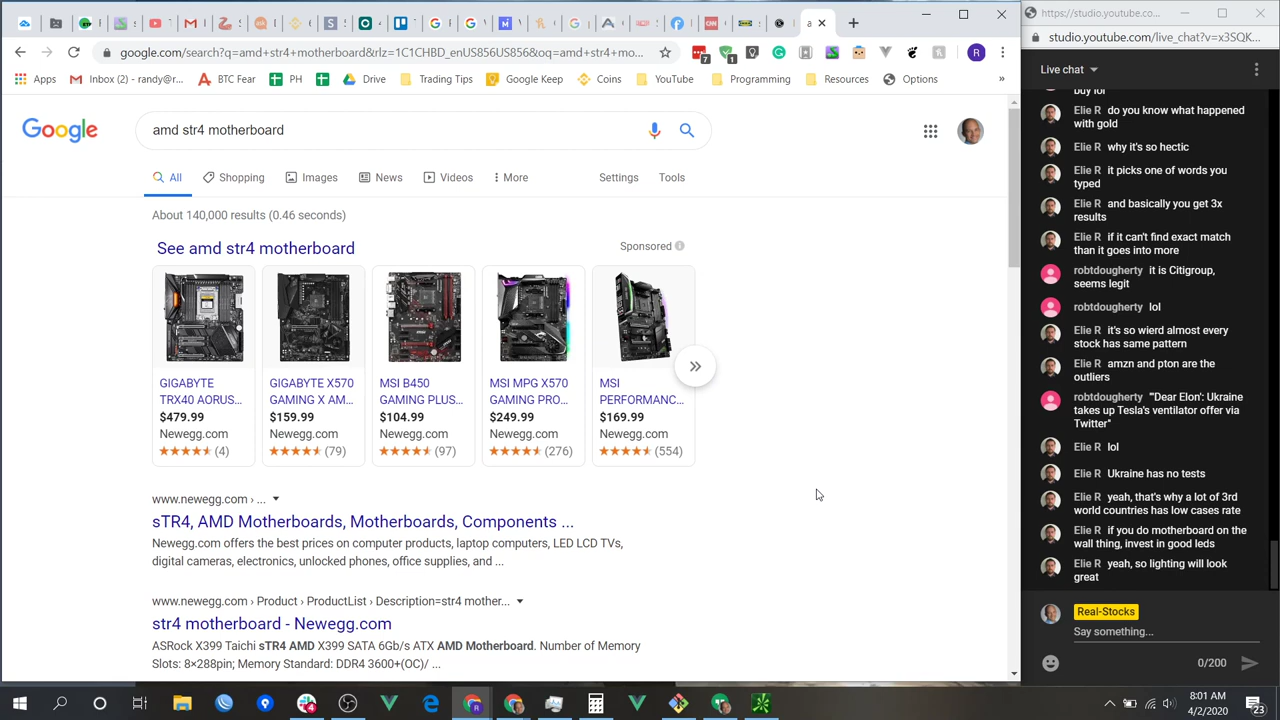 https://studio.youtube.co...
google.com/search?q=amd+str4+motherboard&rlz=1C1CHBD_enUS856US856&oq=amd+str4+mo...
studio.youtube.com/live_chat?v=x3SQK...
Apps
Inbox (2) - randy@r...
BTC Fear
PH
Drive
Trading Tips
Google Keep
Coins
YouTube
Programming
Resources
Options
»
Google
amd str4 motherboard
All
Shopping
Images
News
Videos
More
Settings
Tools
About 140,000 results (0.46 seconds)
See amd str4 motherboard
Sponsored
GIGABYTE
TRX40 AORUS...
$479.99
Newegg.com
(4)
GIGABYTE X570
GAMING X AM...
$159.99
Newegg.com
(79)
MSI B450
GAMING PLUS...
$104.99
Newegg.com
(97)
MSI MPG X570
GAMING PRO...
$249.99
Newegg.com
(276)
MSI
PERFORMANC...
$169.99
Newegg.com
(554)
www.newegg.com › ...
sTR4, AMD Motherboards, Motherboards, Components ...
Newegg.com offers the best prices on computer products, laptop computers, LED LCD TVs,
digital cameras, electronics, unlocked phones, office supplies, and ...
www.newegg.com › Product › ProductList › Description=str4 mother...
str4 motherboard - Newegg.com
ASRock X399 Taichi sTR4 AMD X399 SATA 6Gb/s ATX AMD Motherboard. Number of Memory
Slots: 8×288pin; Memory Standard: DDR4 3600+(OC)/ ...
Live chat
buy lol
Elie R do you know what happened
with gold
Elie R why it's so hectic
Elie R it picks one of words you
typed
Elie R and basically you get 3x
results
Elie R if it can't find exact match
than it goes into more
robtdougherty it is Citigroup,
seems legit
robtdougherty lol
Elie R it's so wierd almost every
stock has same pattern
Elie R amzn and pton are the
outliers
robtdougherty "'Dear Elon': Ukraine
takes up Tesla's ventilator offer via
Twitter"
Elie R lol
Elie R Ukraine has no tests
Elie R yeah, that's why a lot of 3rd
world countries has low cases rate
Elie R if you do motherboard on the
wall thing, invest in good leds
Elie R yeah, so lighting will look
great
Real-Stocks
Say something...
0/200
8:01 AM
4/2/2020
23